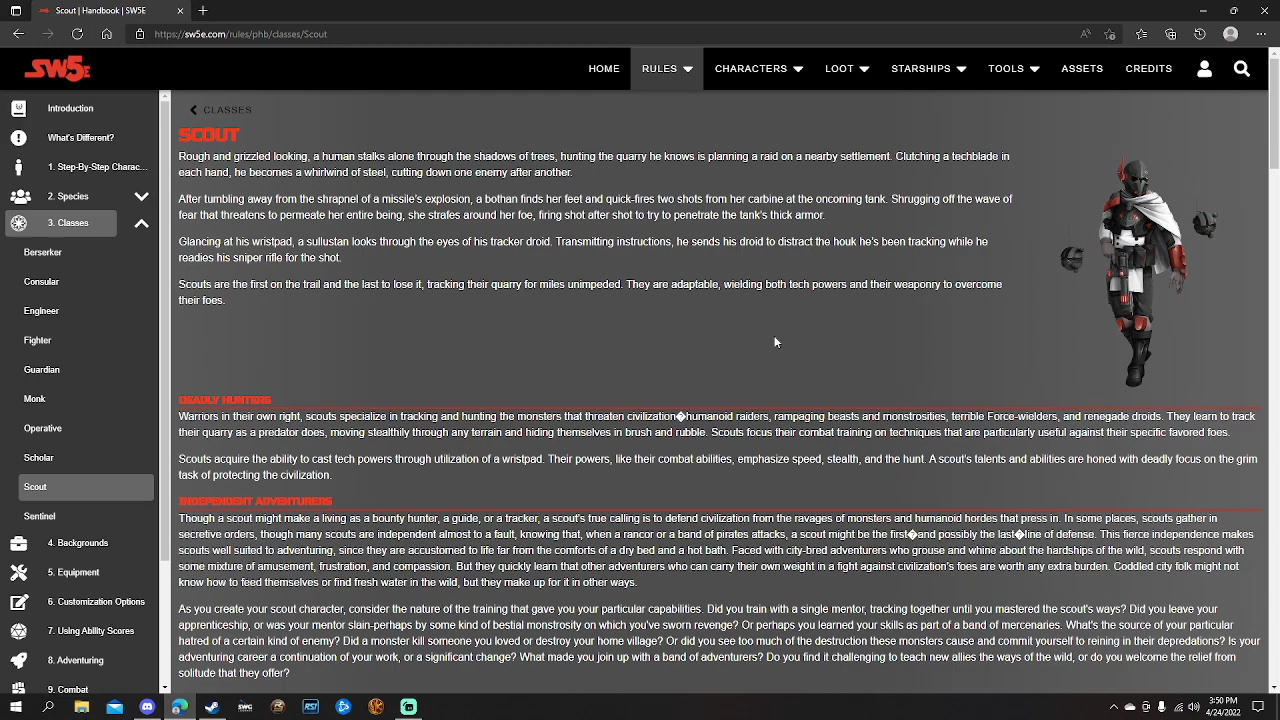 Scout | Handbook | SW5E
https://sw5e.com/rules/phb/classes/Scout
SW5E
HOME
RULES
CHARACTERS
LOOT
STARSHIPS
TOOLS
ASSETS
CREDITS
Introduction
What's Different?
1. Step-By-Step Charac...
2. Species
3. Classes
Berserker
Consular
Engineer
Fighter
Guardian
Monk
Operative
Scholar
Scout
Sentinel
4. Backgrounds
5. Equipment
6. Customization Options
7. Using Ability Scores
8. Adventuring
9. Combat
CLASSES
SCOUT
Rough and grizzled looking, a human stalks alone through the shadows of trees, hunting the quarry he knows is planning a raid on a nearby settlement. Clutching a techblade in
each hand, he becomes a whirlwind of steel, cutting down one enemy after another.
After tumbling away from the shrapnel of a missile's explosion, a bothan finds her feet and quick-fires two shots from her carbine at the oncoming tank. Shrugging off the wave of
fear that threatens to permeate her entire being, she strafes around her foe, firing shot after shot to try to penetrate the tank's thick armor.
Glancing at his wristpad, a sullustan looks through the eyes of his tracker droid. Transmitting instructions, he sends his droid to distract the houk he's been tracking while he
readies his sniper rifle for the shot.
Scouts are the first on the trail and the last to lose it, tracking their quarry for miles unimpeded. They are adaptable, wielding both tech powers and their weaponry to overcome
their foes.
DEADLY HUNTERS
Warriors in their own right, scouts specialize in tracking and hunting the monsters that threaten civilization�humanoid raiders, rampaging beasts and monstrosities, terrible Force-wielders, and renegade droids. They learn to track
their quarry as a predator does, moving stealthily through any terrain and hiding themselves in brush and rubble. Scouts focus their combat training on techniques that are particularly useful against their specific favored foes.
Scouts acquire the ability to cast tech powers through utilization of a wristpad. Their powers, like their combat abilities, emphasize speed, stealth, and the hunt. A scout's talents and abilities are honed with deadly focus on the grim
task of protecting the civilization.
INDEPENDENT ADVENTURERS
Though a scout might make a living as a bounty hunter, a guide, or a tracker, a scout's true calling is to defend civilization from the ravages of monsters and humanoid hordes that press in. In some places, scouts gather in
secretive orders, though many scouts are independent almost to a fault, knowing that, when a rancor or a band of pirates attacks, a scout might be the first�and possibly the last�line of defense. This fierce independence makes
scouts well suited to adventuring, since they are accustomed to life far from the comforts of a dry bed and a hot bath. Faced with city-bred adventurers who grouse and whine about the hardships of the wild, scouts respond with
some mixture of amusement, frustration, and compassion. But they quickly learn that other adventurers who can carry their own weight in a fight against civilization's foes are worth any extra burden. Coddled city folk might not
know how to feed themselves or find fresh water in the wild, but they make up for it in other ways.
As you create your scout character, consider the nature of the training that gave you your particular capabilities. Did you train with a single mentor, tracking together until you mastered the scout's ways? Did you leave your
apprenticeship, or was your mentor slain-perhaps by some kind of bestial monstrosity on which you've sworn revenge? Or perhaps you learned your skills as part of a band of mercenaries. What's the source of your particular
hatred of a certain kind of enemy? Did a monster kill someone you loved or destroy your home village? Or did you see too much of the destruction these monsters cause and commit yourself to reining in their depredations? Is your
adventuring career a continuation of your work, or a significant change? What made you join up with a band of adventurers? Do you find it challenging to teach new allies the ways of the wild, or do you welcome the relief from
solitude that they offer?
RSI
3:50 PM
4/24/2022